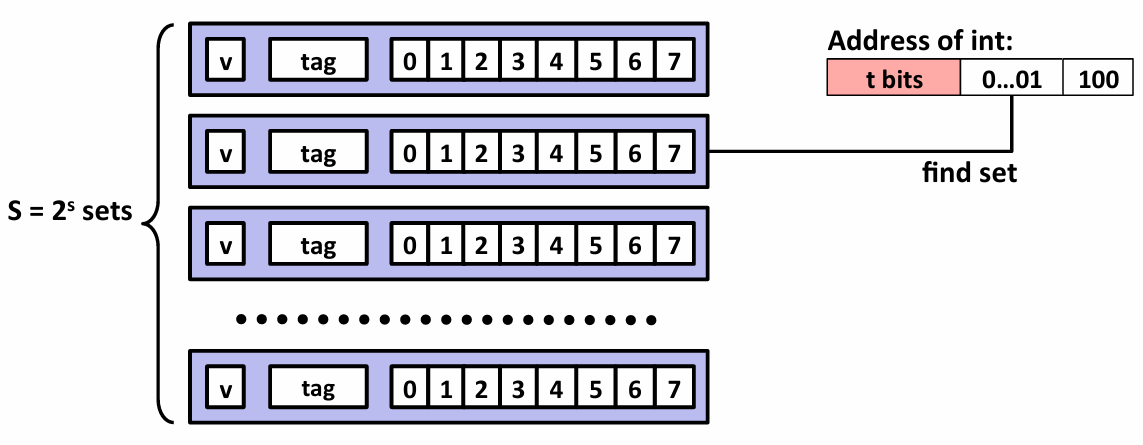 v tag 0 1 2 3 4 5 6 7
Address of int:
t bits 0...01 100
v tag 0 1 2 3 4 5 6 7
find set
S = 2ˢ sets
v tag 0 1 2 3 4 5 6 7
v tag 0 1 2 3 4 5 6 7